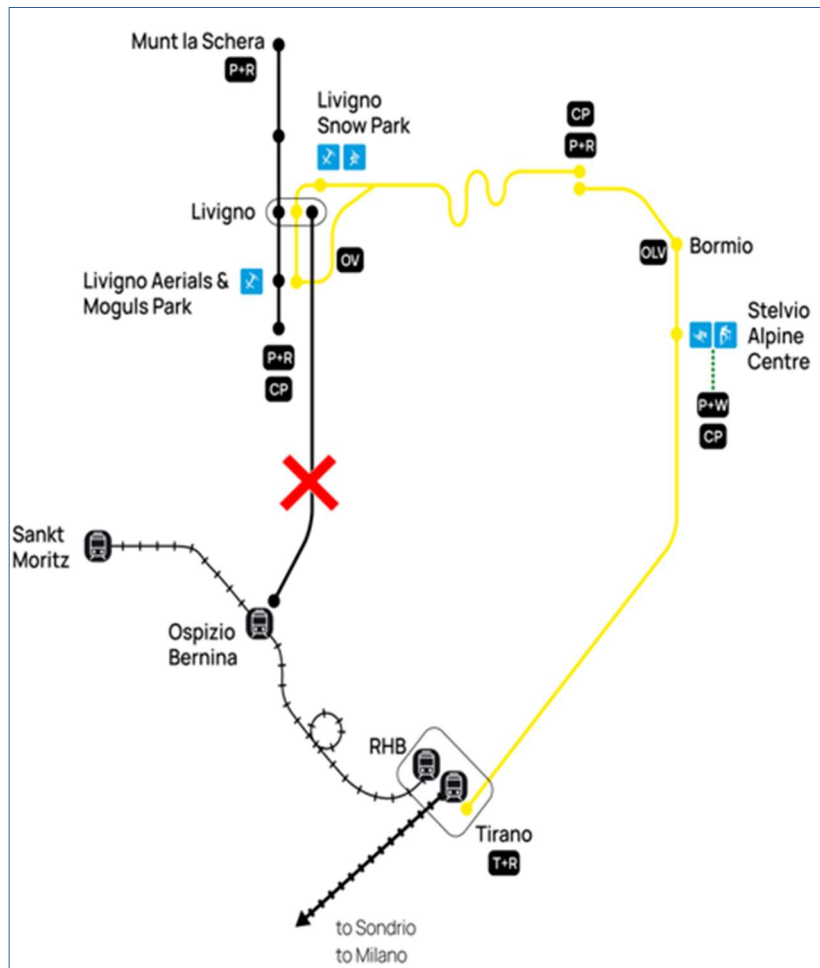 Munt la Schera
P+R
Livigno
Snow Park
CP
P+R
Livigno
OV
OLV
Bormio
Livigno Aerials &
Moguls Park
P+R
CP
Stelvio
Alpine
Centre
P+W
CP
Sankt
Moritz
Ospizio
Bernina
RHB
Tirano
T+R
to Sondrio
to Milano